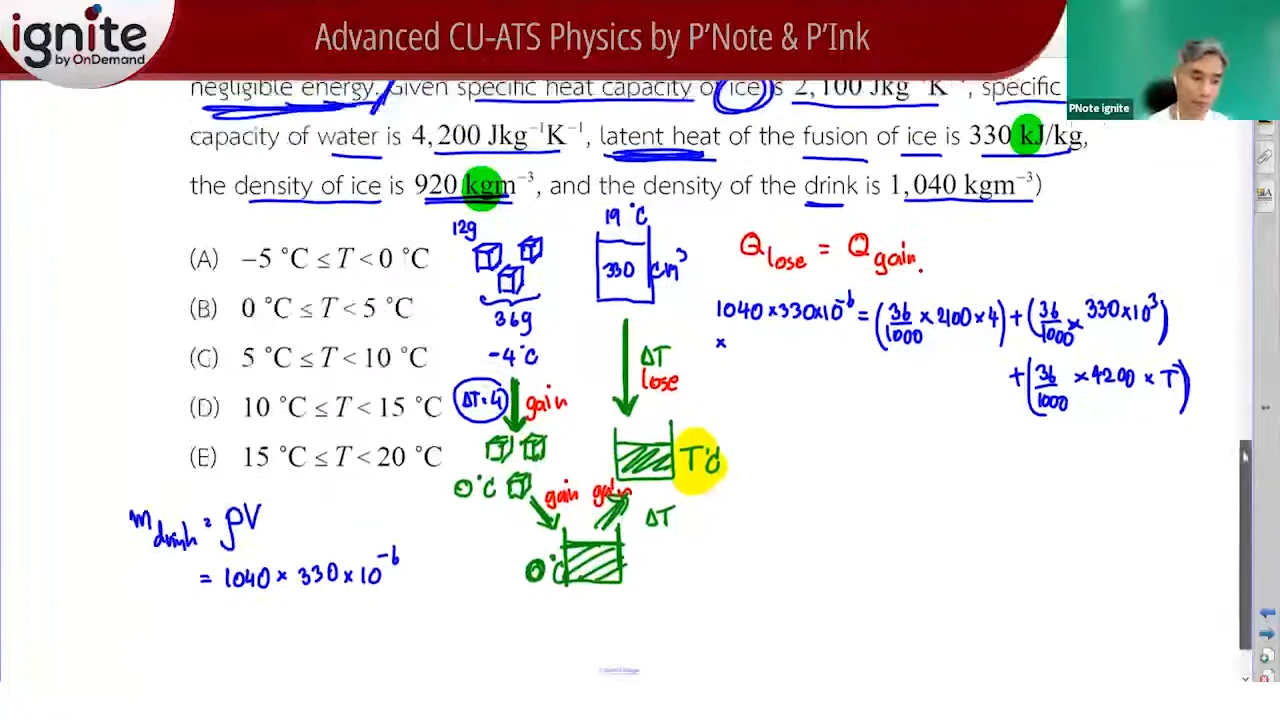 ignite
by OnDemand
Advanced CU-ATS Physics by P'Note & P'Ink
PNote ignite
negligible energy. Given specific heat capacity of ice is 2,100 Jkg⁻¹K⁻¹, specific
capacity of water is 4,200 Jkg⁻¹K⁻¹, latent heat of the fusion of ice is 330 kJ/kg,
the density of ice is 920 kgm⁻³, and the density of the drink is 1,040 kgm⁻³)
(A) −5 °C ≤ T < 0 °C
(B) 0 °C ≤ T < 5 °C
(C) 5 °C ≤ T < 10 °C
(D) 10 °C ≤ T < 15 °C
(E) 15 °C ≤ T < 20 °C
m drink = ρV
= 1040 × 330 × 10⁻⁶
12g
36g
-4°C
ΔT=4
gain
0°C
gain
gain
0°C
19°C
330 cm³
ΔT
lose
T°C
ΔT
Q lose = Q gain.
1040×330×10⁻⁶ = (36/1000 × 2100 × 4) + (36/1000 × 330×10³)
×
+ (36/1000 × 4200 × T)